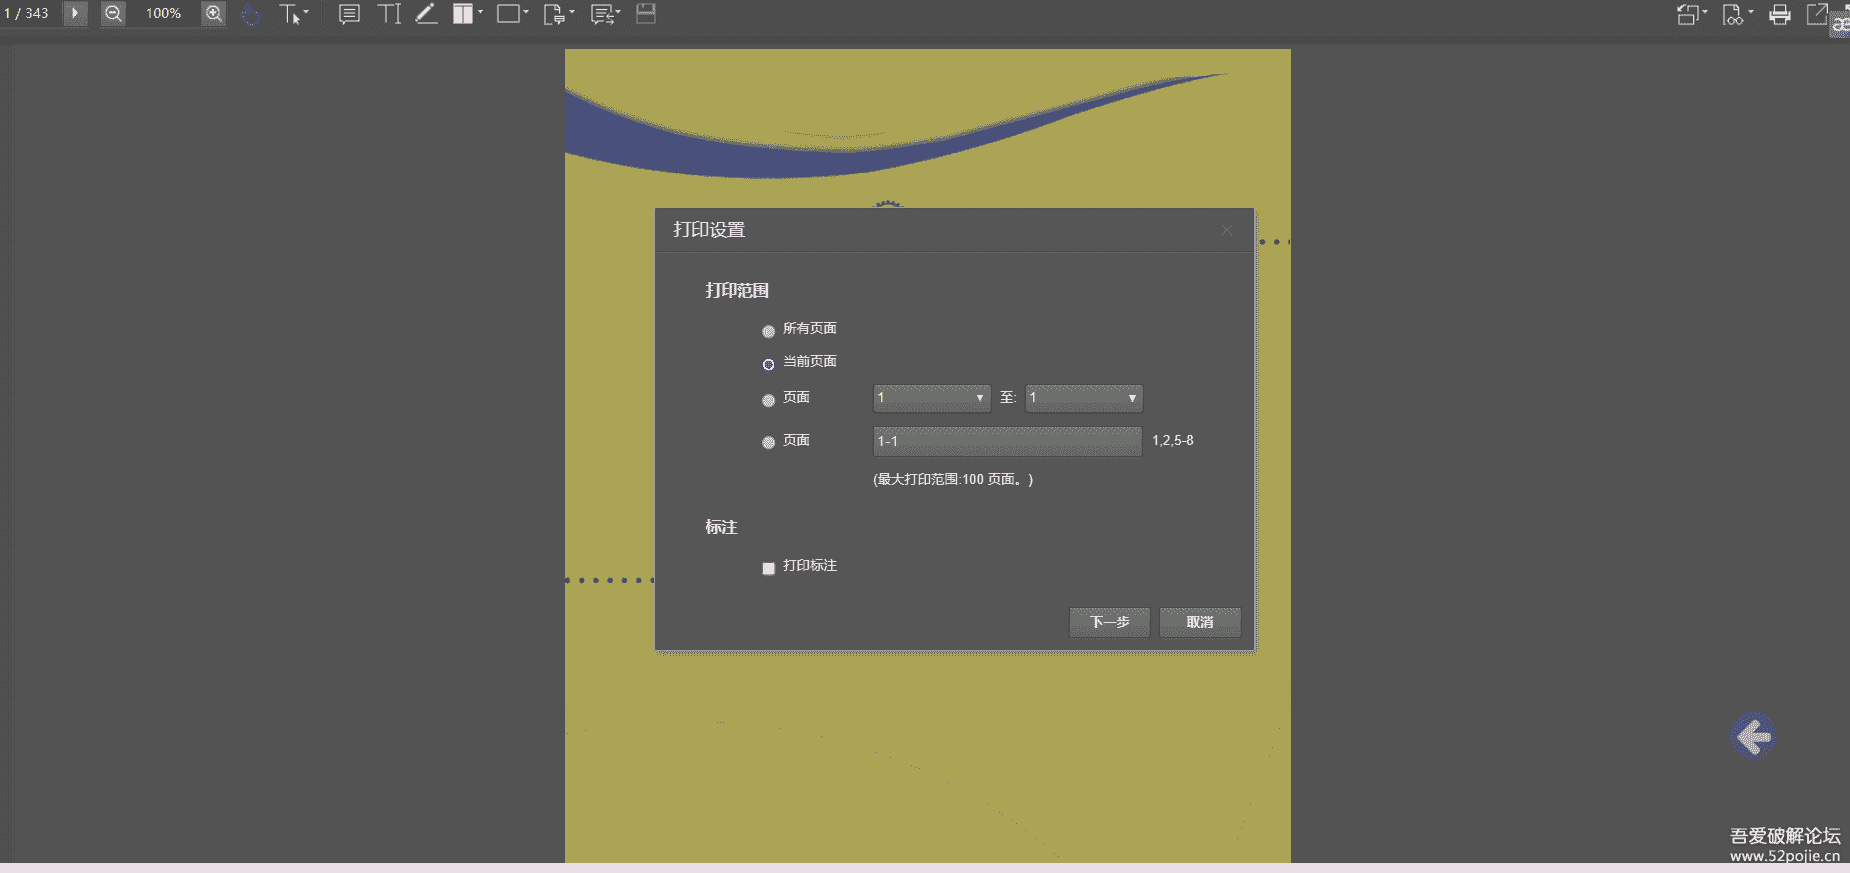 1 / 343 100%
打印设置
打印范围
所有页面
当前页面
页面 1 至: 1
页面 1-1 1,2,5-8
(最大打印范围:100 页面。)
标注
打印标注
下一步 取消
吾爱破解论坛
www.52pojie.cn